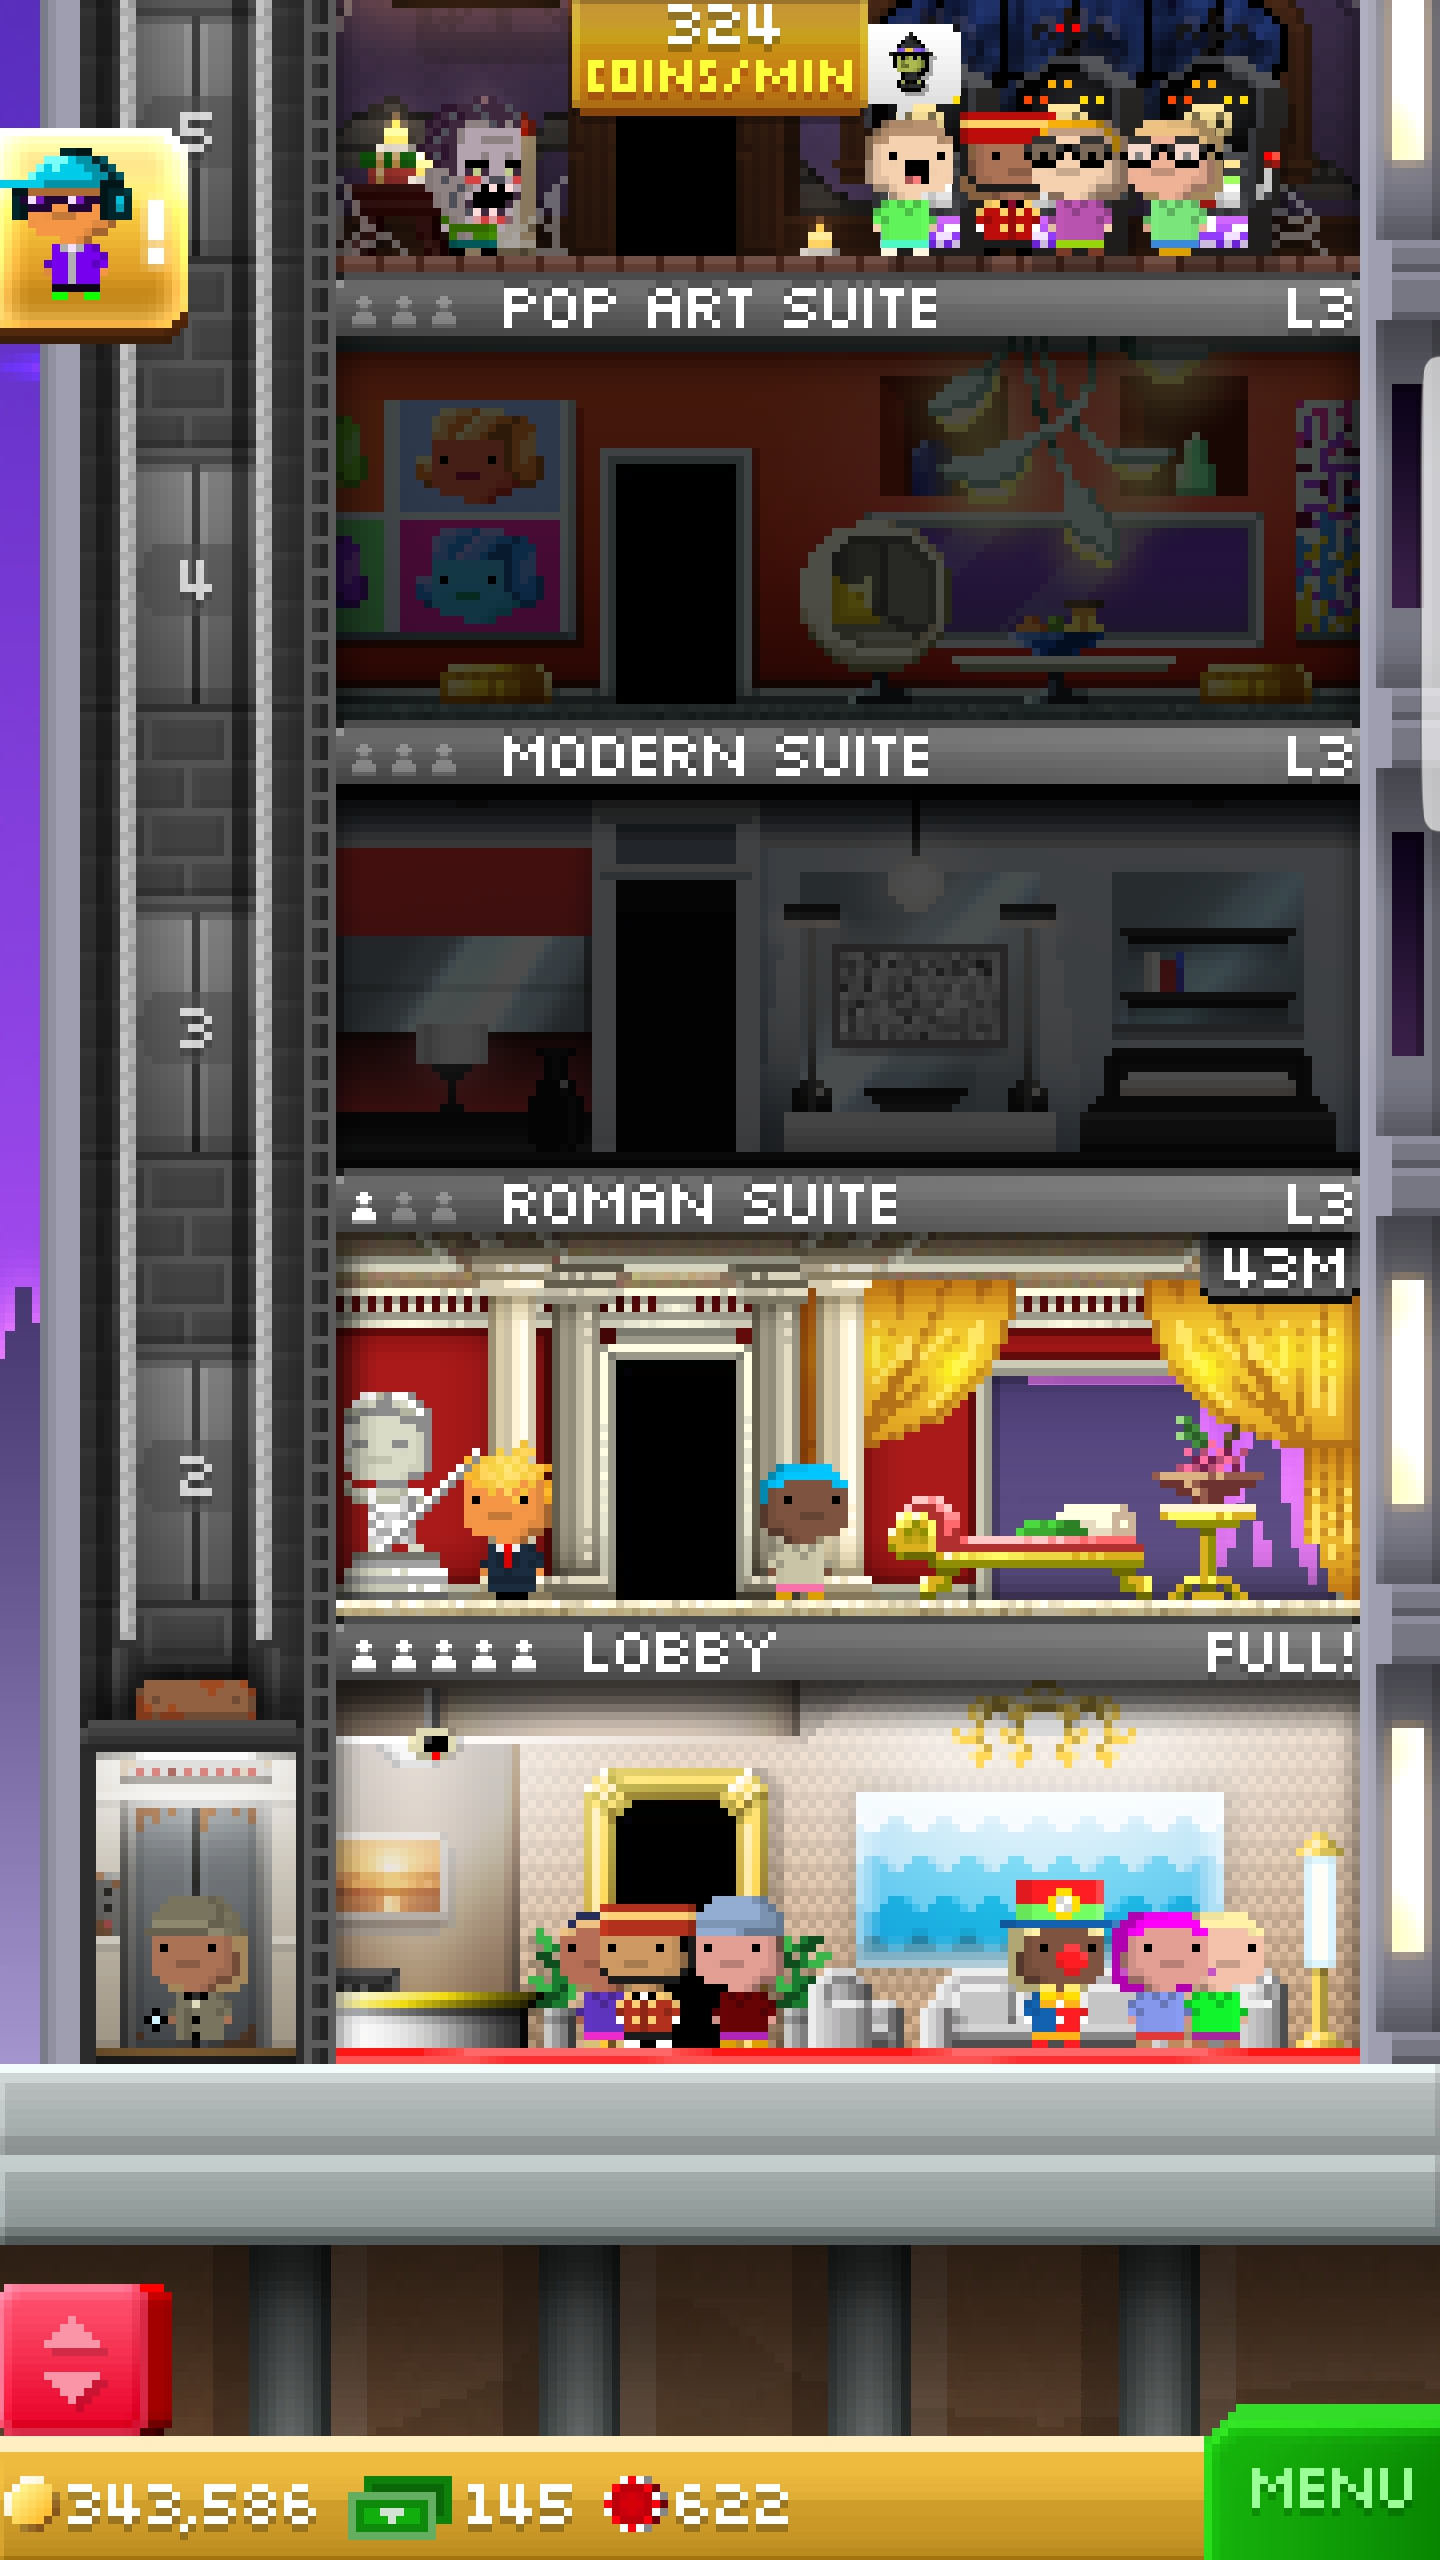 324
COINS/MIN
5
!
POP ART SUITE L3
4
MODERN SUITE L3
3
ROMAN SUITE L3
43M
2
LOBBY FULL!
343,586 145 622
MENU